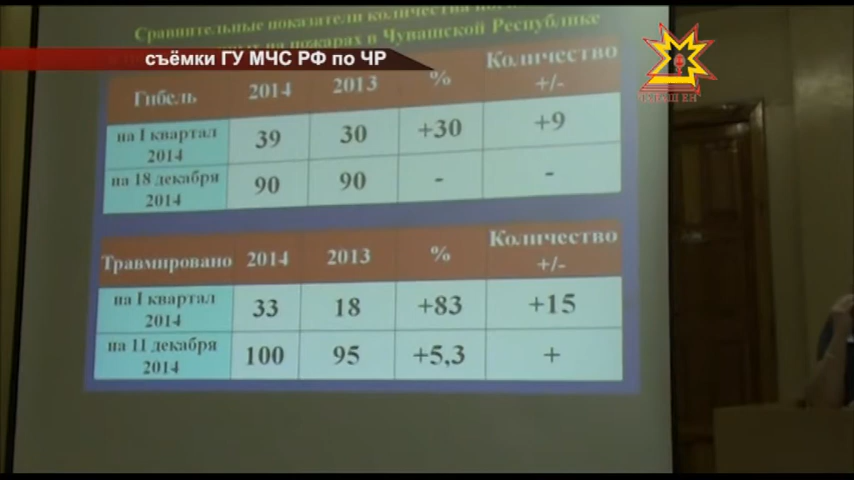 Сравнительные показатели количества
на пожарах в Чувашской Республике
съёмки ГУ МЧС РФ по ЧР
Гибель 2014 2013 % Количество +/-
на I квартал 2014 39 30 +30 +9
на 18 декабря 2014 90 90 - -
Травмировано 2014 2013 % Количество +/-
на I квартал 2014 33 18 +83 +15
на 11 декабря 2014 100 95 +5,3 +